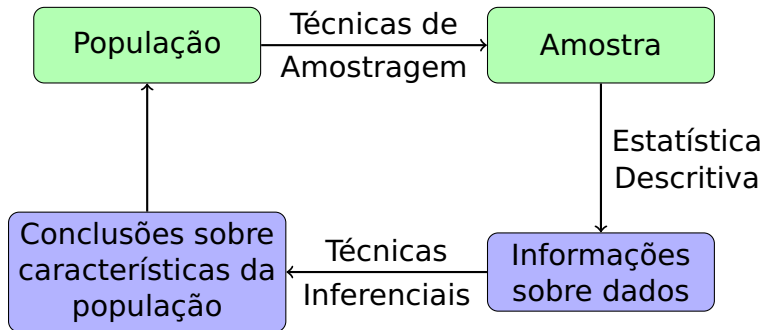 População
Técnicas de
Amostragem
Amostra
Estatística
Descritiva
Conclusões sobre
características da
população
Técnicas
Inferenciais
Informações
sobre dados